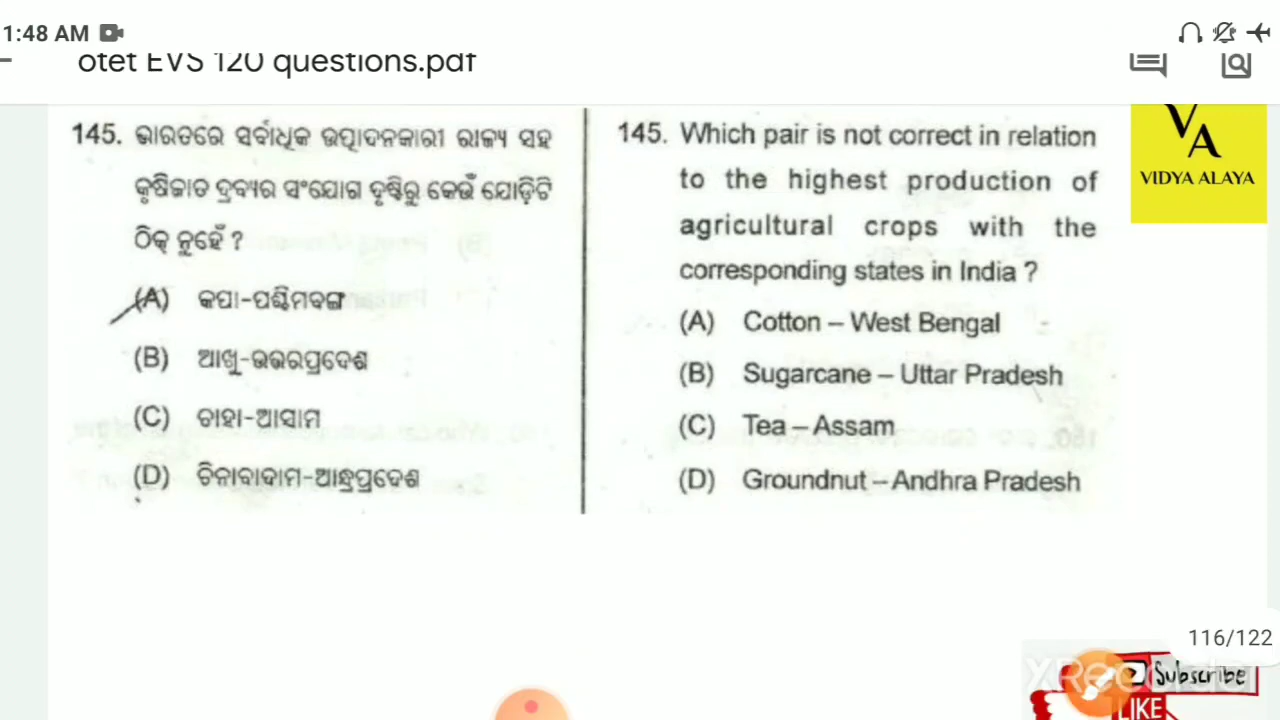 1:48 AM
otet EVS 120 questions.pdf
VA
VIDYA ALAYA
145. ଭାରତରେ ସର୍ବାଧିକ ଉତ୍ପାଦନକାରୀ ରାଜ୍ୟ ସହ
କୃଷିଜାତ ଦ୍ରବ୍ୟର ସଂଯୋଗ ଦୃଷ୍ଟିରୁ କେଉଁ ଯୋଡ଼ିଟି
ଠିକ୍ ନୁହେଁ ?
(A) କପା-ପଶ୍ଚିମବଙ୍ଗ
(B) ଆଖୁ-ଉତ୍ତରପ୍ରଦେଶ
(C) ଚାହା-ଆସାମ
(D) ଚିନାବାଦାମ-ଆନ୍ଧ୍ରପ୍ରଦେଶ
145. Which pair is not correct in relation
to the highest production of
agricultural crops with the
corresponding states in India ?
(A) Cotton – West Bengal
(B) Sugarcane – Uttar Pradesh
(C) Tea – Assam
(D) Groundnut – Andhra Pradesh
116/122
Subscribe
LIKE